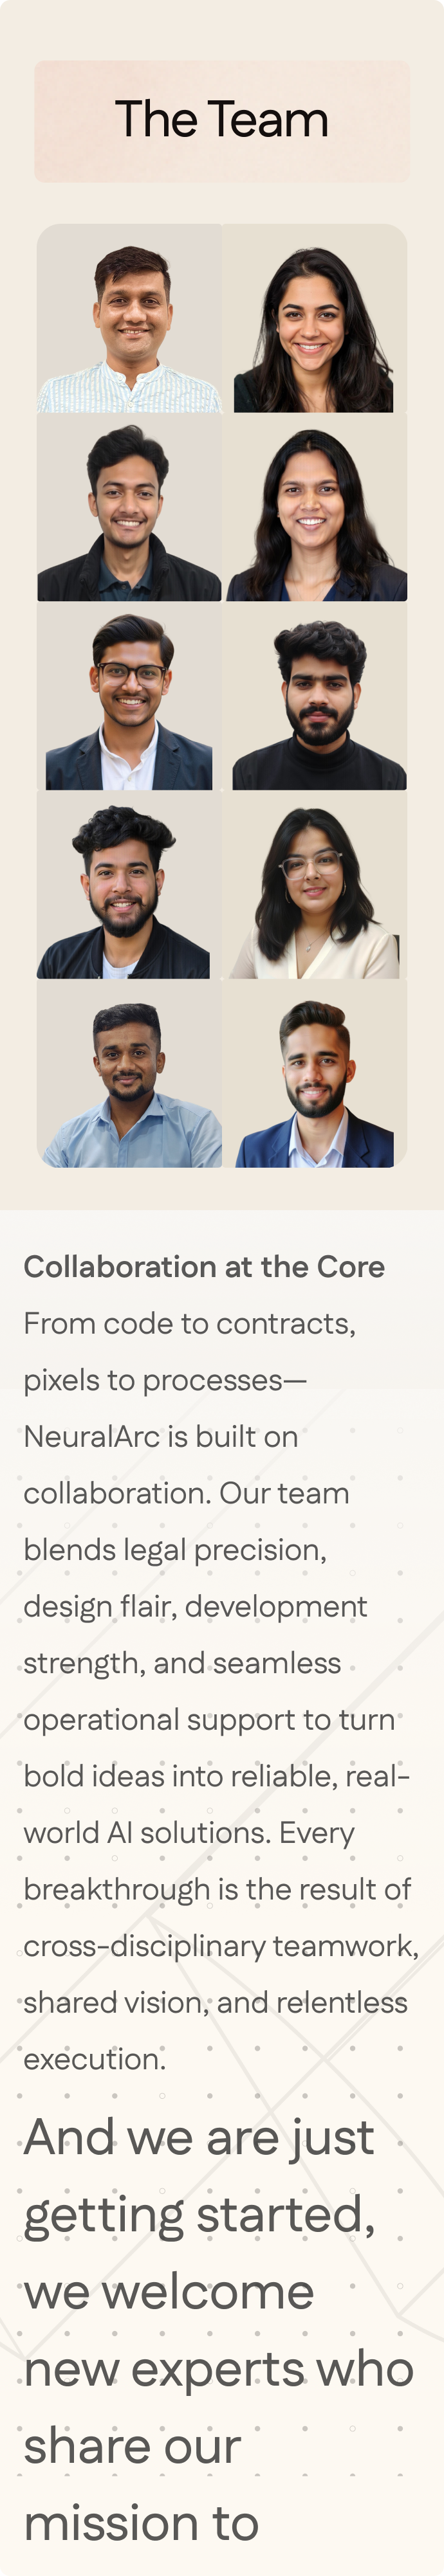 The Team
Collaboration at the Core
From code to contracts,
pixels to processes—
NeuralArc is built on
collaboration. Our team
blends legal precision,
design flair, development
strength, and seamless
operational support to turn
bold ideas into reliable, real-
world AI solutions. Every
breakthrough is the result of
cross-disciplinary teamwork,
shared vision, and relentless
execution.
And we are just
getting started,
we welcome
new experts who
share our
mission to